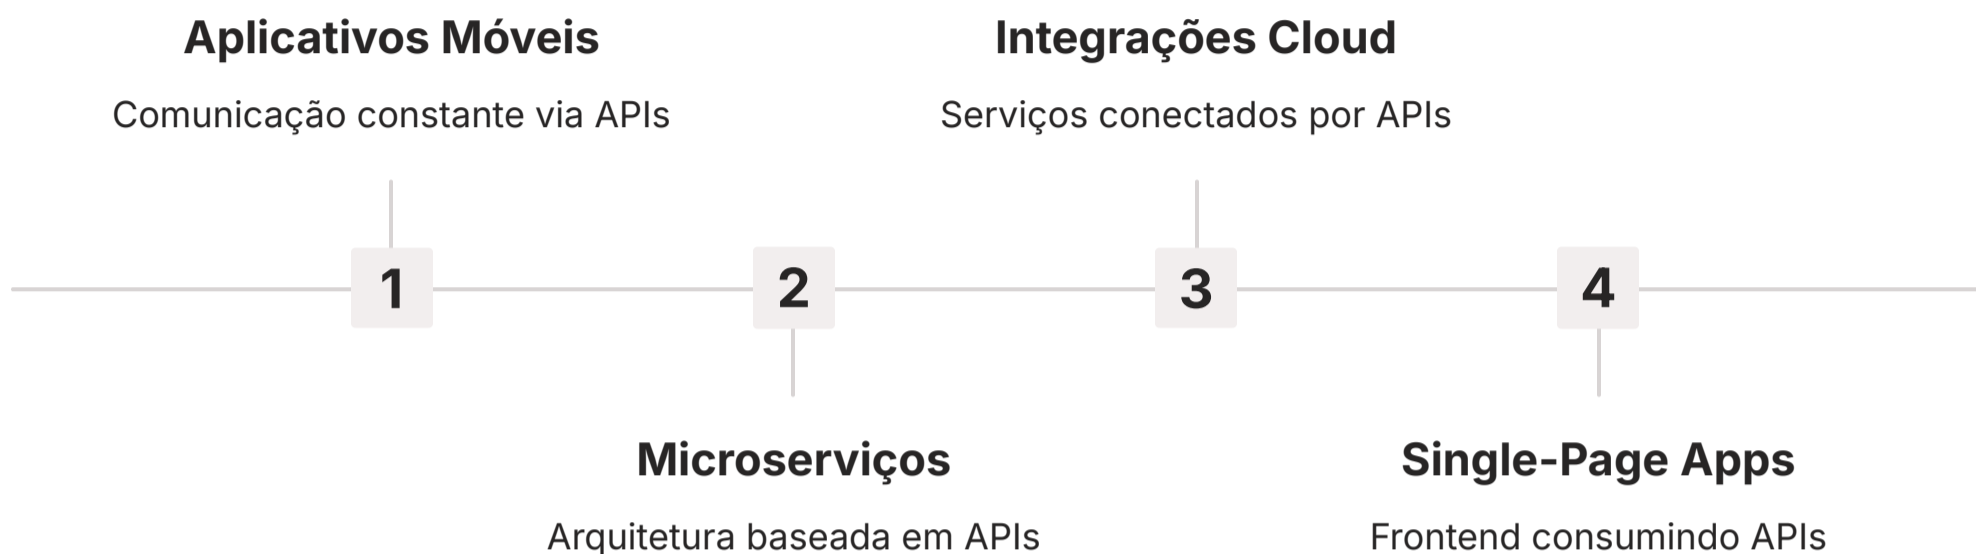 Aplicativos Móveis
Comunicação constante via APIs
Integrações Cloud
Serviços conectados por APIs
1
2
3
4
Microserviços
Arquitetura baseada em APIs
Single-Page Apps
Frontend consumindo APIs